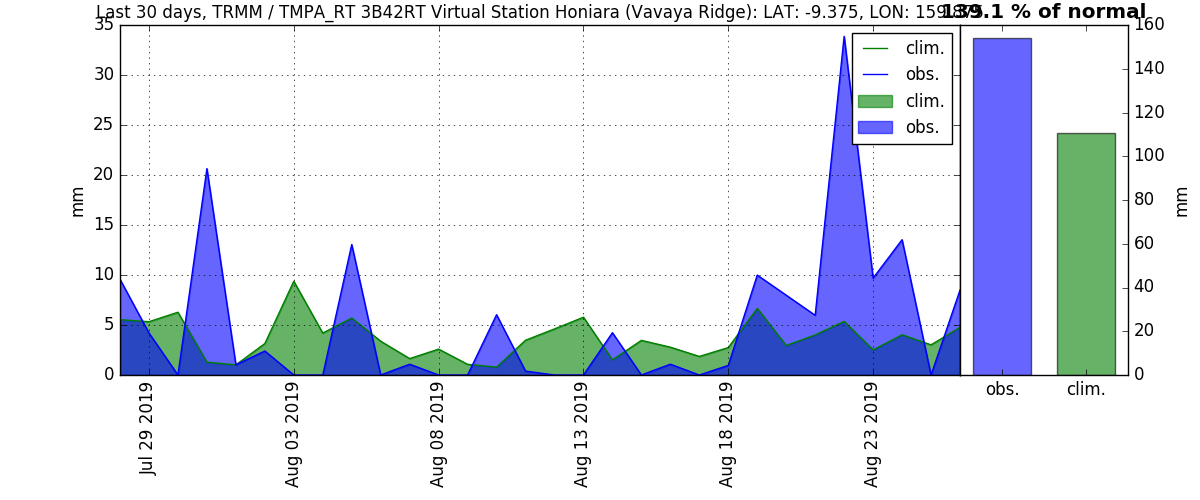 Last 30 days, TRMM / TMPA_RT 3B42RT Virtual Station Honiara (Vavaya Ridge): LAT: -9.375, LON:
139.1 % of normal
35
30
25
20
15
10
5
0
mm
clim.
obs.
clim.
obs.
Jul 29 2019
Aug 03 2019
Aug 08 2019
Aug 13 2019
Aug 18 2019
Aug 23 2019
160
140
120
100
80
60
40
20
0
mm
obs.
clim.